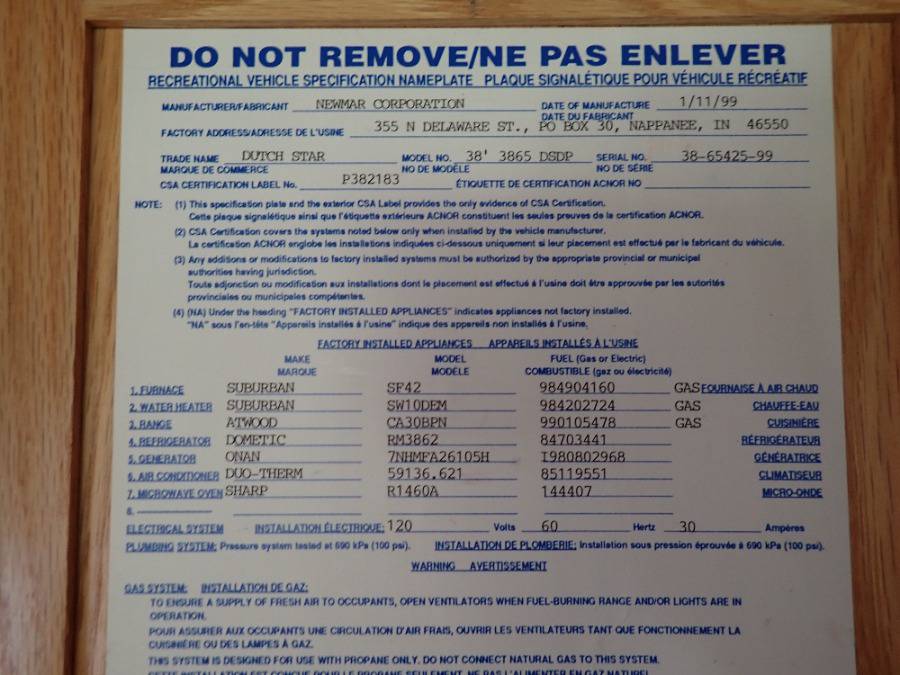 DO NOT REMOVE/NE PAS ENLEVER
RECREATIONAL VEHICLE SPECIFICATION NAMEPLATE PLAQUE SIGNALÉTIQUE POUR VÉHICULE RÉCRÉATIF
MANUFACTURER/FABRICANT NEWMAR CORPORATION DATE OF MANUFACTURE 1/11/99
DATE DU FABRICANT
FACTORY ADDRESS/ADRESSE DE L'USINE 355 N DELAWARE ST., PO BOX 30, NAPPANEE, IN 46550
TRADE NAME DUTCH STAR MODEL NO. 38' 3865 DSDP SERIAL NO. 38-65425-99
MARQUE DE COMMERCE NO DE MODÈLE NO DE SÉRIE
CSA CERTIFICATION LABEL No. P382183 ÉTIQUETTE DE CERTIFICATION ACNOR NO
NOTE: (1) This specification plate and the exterior CSA Label provides the only evidence of CSA Certification.
Cette plaque signalétique ainsi que l'étiquette extérieure ACNOR constituent les seules preuves de la certification ACNOR.
(2) CSA Certification covers the systems noted below only when installed by the vehicle manufacturer.
La certification ACNOR englobe les installations indiquées ci-dessous uniquement si leur placement est effectué par le fabricant du véhicule.
(3) Any additions or modifications to factory installed systems must be authorized by the appropriate provincial or municipal
authorities having jurisdiction.
Toute adjonction ou modification aux installations dont le placement est effectué à l'usine doit être approuvée par les autorités
provinciales ou municipales compétentes.
(4) (NA) Under the heading "FACTORY INSTALLED APPLIANCES" indicates appliances not factory installed.
"NA" sous l'en-tête "Appareils installés à l'usine" indique des appareils non installés à l'usine.
FACTORY INSTALLED APPLIANCES APPAREILS INSTALLÉS À L'USINE
MAKE MODEL FUEL (Gas or Electric)
MARQUE MODÈLE COMBUSTIBLE (gaz ou électricité)
1. FURNACE SUBURBAN SF42 984904160 GAS FOURNAISE À AIR CHAUD
2. WATER HEATER SUBURBAN SW10DEM 984202724 GAS CHAUFFE-EAU
3. RANGE ATWOOD CA30BPN 990105478 GAS CUISINIÈRE
4. REFRIGERATOR DOMETIC RM3862 84703441 RÉFRIGÉRATEUR
5. GENERATOR ONAN 7NHMFA26105H I980802968 GÉNÉRATRICE
6. AIR CONDITIONER DUO-THERM 59136.621 85119551 CLIMATISEUR
7. MICROWAVE OVEN SHARP R1460A 144407 MICRO-ONDE
8.
ELECTRICAL SYSTEM INSTALLATION ÉLECTRIQUE: 120 Volts 60 Hertz 30 Ampères
PLUMBING SYSTEM: Pressure system tested at 690 kPa (100 psi). INSTALLATION DE PLOMBERIE: Installation sous pression éprouvée à 690 kPa (100 psi).
WARNING AVERTISSEMENT
GAS SYSTEM: INSTALLATION DE GAZ:
TO ENSURE A SUPPLY OF FRESH AIR TO OCCUPANTS, OPEN VENTILATORS WHEN FUEL-BURNING RANGE AND/OR LIGHTS ARE IN
OPERATION.
POUR ASSURER AUX OCCUPANTS UNE CIRCULATION D'AIR FRAIS, OUVRIR LES VENTILATEURS TANT QUE FONCTIONNEMENT LA
CUISINIÈRE OU DES LAMPES À GAZ.
THIS SYSTEM IS DESIGNED FOR USE WITH PROPANE ONLY. DO NOT CONNECT NATURAL GAS TO THIS SYSTEM.
CETTE INSTALLATION EST CONÇUE POUR LE PROPANE SEULEMENT. NE PAS L'ALIMENTER EN GAZ NATUREL.